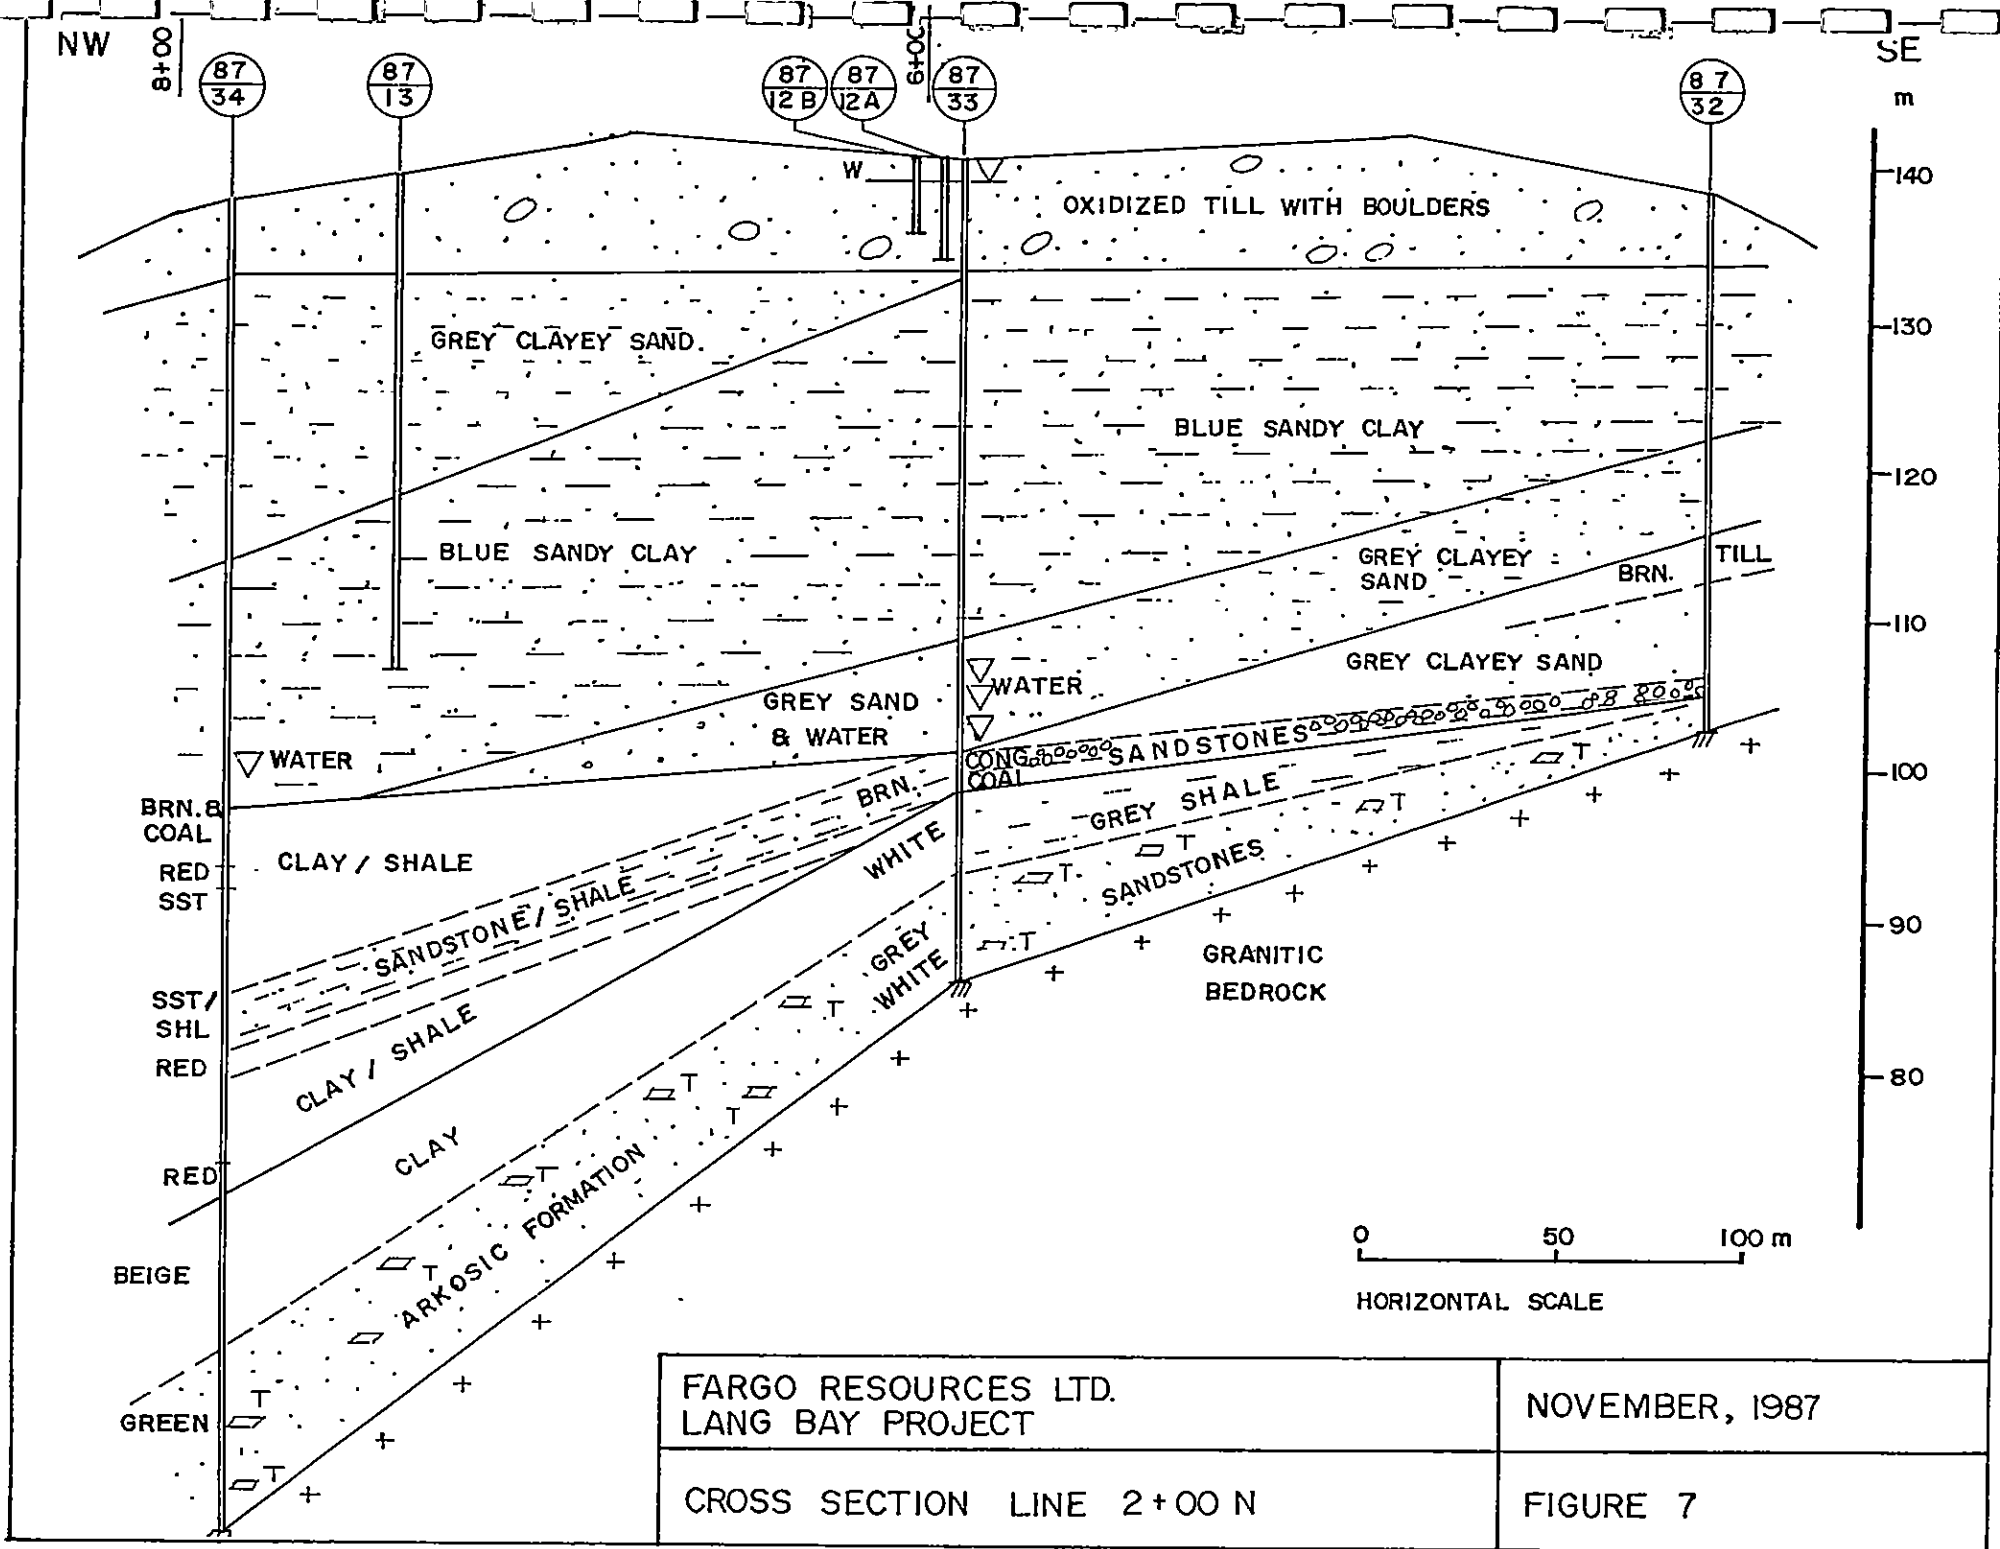 NW
8+00
6+00
SE
87
34
87
13
87
12B
87
12A
87
33
87
32
m
W
140
OXIDIZED TILL WITH BOULDERS
130
GREY CLAYEY SAND.
BLUE SANDY CLAY
120
BLUE SANDY CLAY
GREY CLAYEY
SAND
BRN.
TILL
110
GREY CLAYEY SAND
WATER
GREY SAND
& WATER
WATER
CONG.
SANDSTONES
COAL
100
BRN. &
COAL
BRN.
GREY SHALE
CLAY / SHALE
RED
SST
WHITE
SANDSTONES
SANDSTONE / SHALE
90
GREY
WHITE
GRANITIC
BEDROCK
SST /
SHL
CLAY / SHALE
RED
80
T
T
T
T
T
T
T
T
T
T
T
T
T
CLAY
RED
ARKOSIC FORMATION
BEIGE
GREEN
0 50 100 m
HORIZONTAL SCALE
FARGO RESOURCES LTD.
LANG BAY PROJECT
NOVEMBER, 1987
CROSS SECTION LINE 2+00 N
FIGURE 7